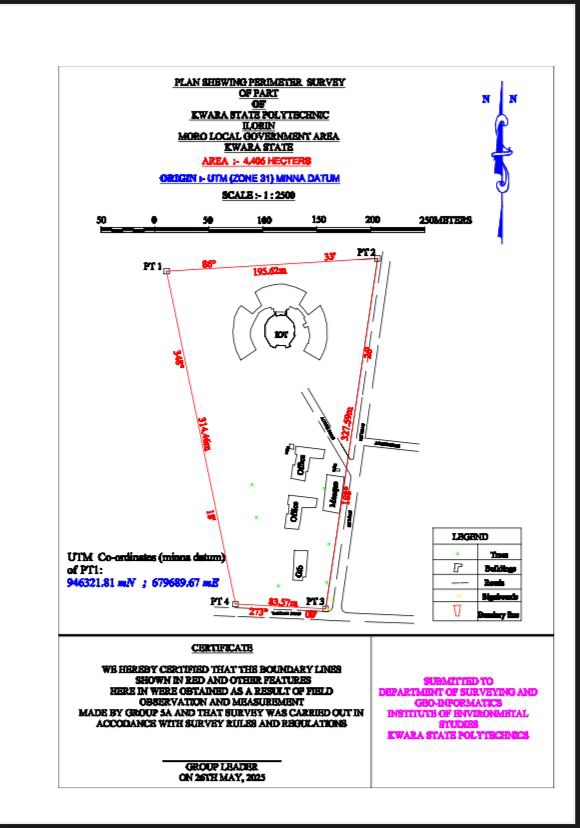 PLAN SHEWING PERIMETER SURVEY
OF PART
OF
KWARA STATE POLYTECHNIC
ILORIN
MORO LOCAL GOVERNMENT AREA
KWARA STATE
AREA :- 4.406 HECTERS
ORIGEN :- UTM (ZONE 31) MINNA DATUM
SCALE :- 1 : 2500
N N
50 0 50 100 150 200 250METERS
PT 1
86°
195.62m
33'
PT 2
IOT
348°
26'
314.46m
327.59m
Office
Mosque
Office
188°
18'
Gib
UTM Co-ordinates (minna datum)
of PT1:
946321.81 mN ; 679689.67 mE
PT 4
83.57m
PT 3
273°
LEGEND
Trees
Buildings
Roads
Signboards
Boundary line
CERTIFICATE
WE HEREBY CERTIFIED THAT THE BOUNDARY LINES
SHOWN IN RED AND OTHER FEATURES
HERE IN WERE OBTAINED AS A RESULT OF FIELD
OBSERVATION AND MEASUREMENT
MADE BY GROUP 5A AND THAT SURVEY WAS CARRIED OUT IN
ACCODANCE WITH SURVEY RULES AND REGULATIONS.
GROUP LEADER
ON 26TH MAY, 2025
SUBMITTED TO
DEPARTMENT OF SURVEYING AND
GEO-INFORMATICS
INSTITUTE OF ENVIRONMETAL
STUDIES
KWARA STATE POLYTECHNICS